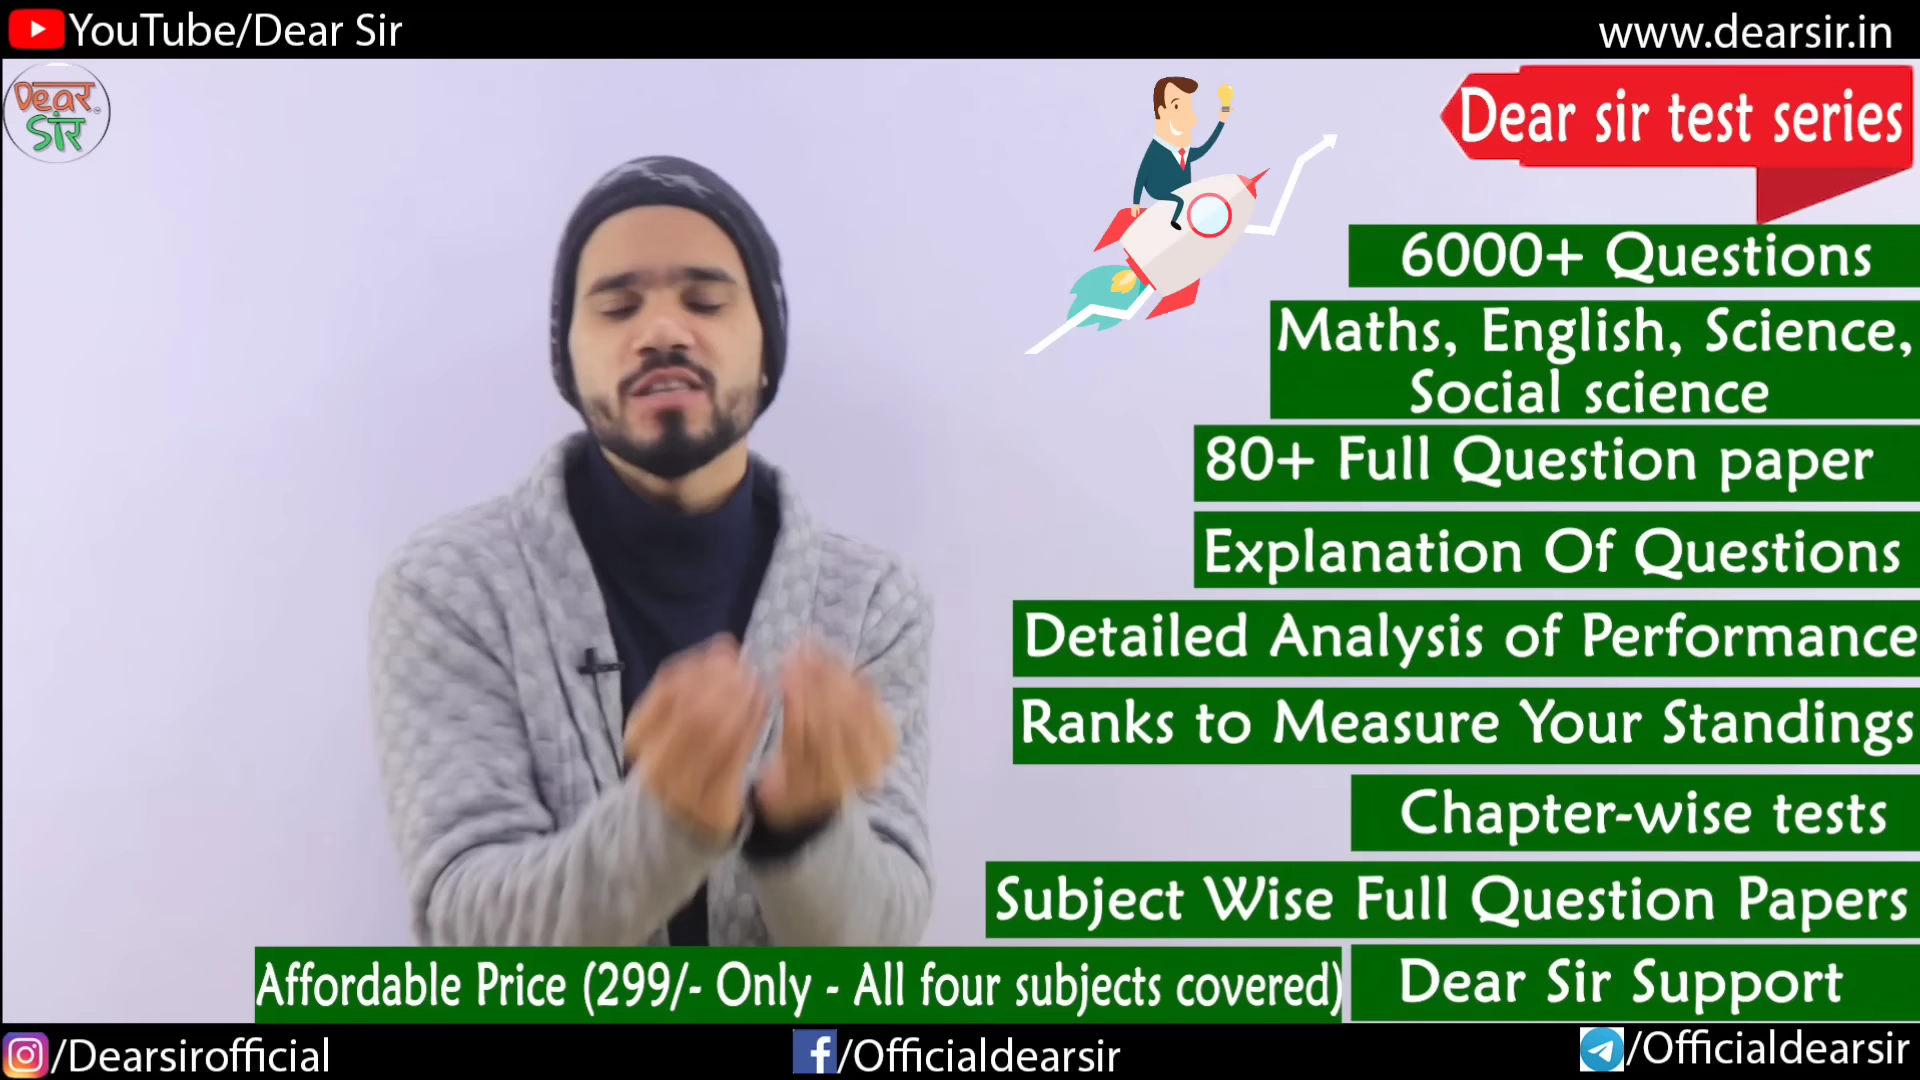 YouTube/Dear Sir
www.dearsir.in
Dear
Sir
Dear sir test series
6000+ Questions
Maths, English, Science,
Social science
80+ Full Question paper
Explanation Of Questions
Detailed Analysis of Performance
Ranks to Measure Your Standings
Chapter-wise tests
Subject Wise Full Question Papers
Affordable Price (299/- Only - All four subjects covered)
Dear Sir Support
/Dearsirofficial
/Officialdearsir
/Officialdearsir